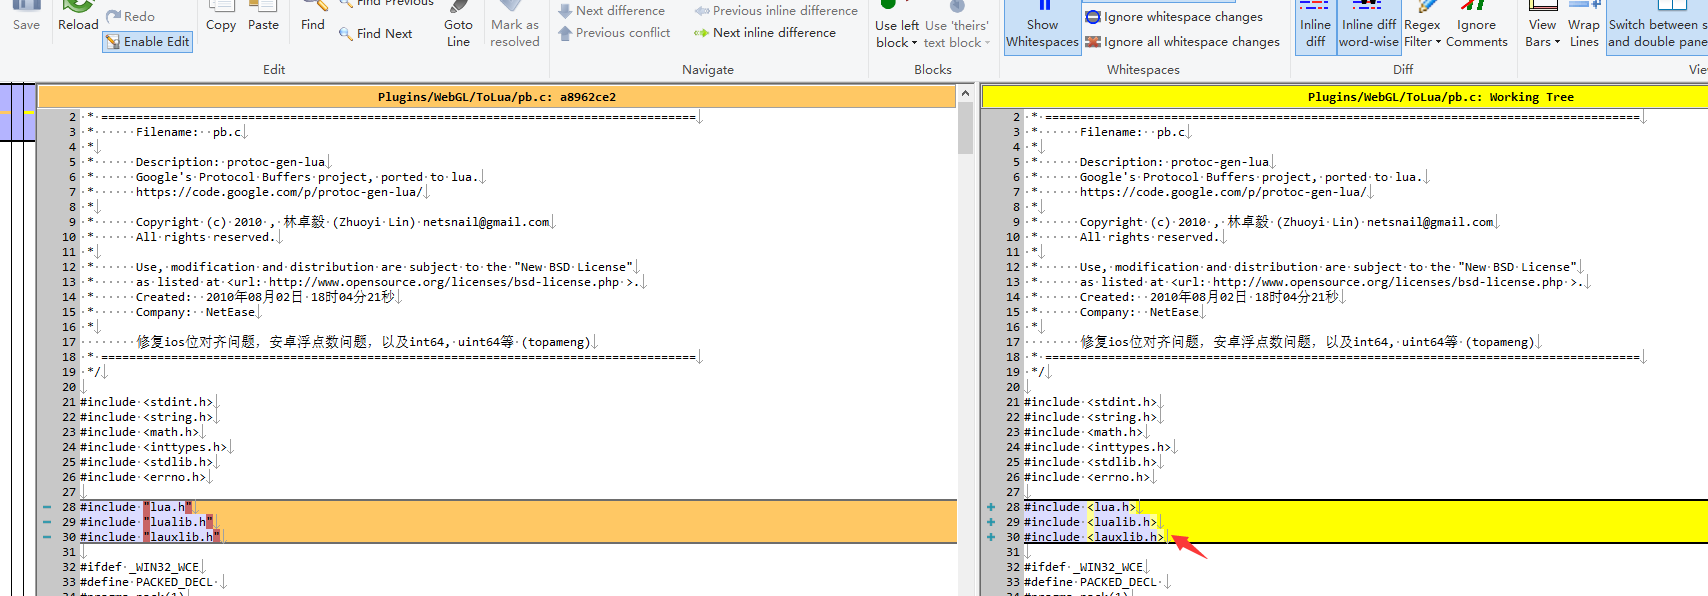 Save
Reload
Redo
Enable Edit
Copy
Paste
Find
Find Previous
Find Next
Goto Line
Mark as resolved
Next difference
Previous conflict
Previous inline difference
Next inline difference
Use left block
Use 'theirs' text block
Show Whitespaces
Ignore whitespace changes
Ignore all whitespace changes
Inline diff
Inline diff word-wise
Regex Filter
Ignore Comments
View Bars
Wrap Lines
Switch between s
and double pane
Edit
Navigate
Blocks
Whitespaces
Diff
Vie
Plugins/WebGL/ToLua/pb.c: a8962ce2
2 * =====================================================================================
3 * Filename: pb.c
4 *
5 * Description: protoc-gen-lua
6 * Google's Protocol Buffers project, ported to lua.
7 * https://code.google.com/p/protoc-gen-lua/
8 *
9 * Copyright (c) 2010 , 林卓毅 (Zhuoyi Lin) netsnail@gmail.com
10 * All rights reserved.
11 *
12 * Use, modification and distribution are subject to the "New BSD License"
13 * as listed at <url: http://www.opensource.org/licenses/bsd-license.php >.
14 * Created: 2010年08月02日 18时04分21秒
15 * Company: NetEase
16 *
17 修复ios位对齐问题，安卓浮点数问题，以及int64, uint64等 (topameng)
18 * =====================================================================================
19 */
20
21 #include <stdint.h>
22 #include <string.h>
23 #include <math.h>
24 #include <inttypes.h>
25 #include <stdlib.h>
26 #include <errno.h>
27
28 #include "lua.h"
29 #include "lualib.h"
30 #include "lauxlib.h"
31
32 #ifdef _WIN32_WCE
33 #define PACKED_DECL
34 #pragma pack(1)
Plugins/WebGL/ToLua/pb.c: Working Tree
2 * =====================================================================================
3 * Filename: pb.c
4 *
5 * Description: protoc-gen-lua
6 * Google's Protocol Buffers project, ported to lua.
7 * https://code.google.com/p/protoc-gen-lua/
8 *
9 * Copyright (c) 2010 , 林卓毅 (Zhuoyi Lin) netsnail@gmail.com
10 * All rights reserved.
11 *
12 * Use, modification and distribution are subject to the "New BSD License"
13 * as listed at <url: http://www.opensource.org/licenses/bsd-license.php >.
14 * Created: 2010年08月02日 18时04分21秒
15 * Company: NetEase
16 *
17 修复ios位对齐问题，安卓浮点数问题，以及int64, uint64等 (topameng)
18 * =====================================================================================
19 */
20
21 #include <stdint.h>
22 #include <string.h>
23 #include <math.h>
24 #include <inttypes.h>
25 #include <stdlib.h>
26 #include <errno.h>
27
28 #include <lua.h>
29 #include <lualib.h>
30 #include <lauxlib.h>
31
32 #ifdef _WIN32_WCE
33 #define PACKED_DECL
34 #pragma pack(1)